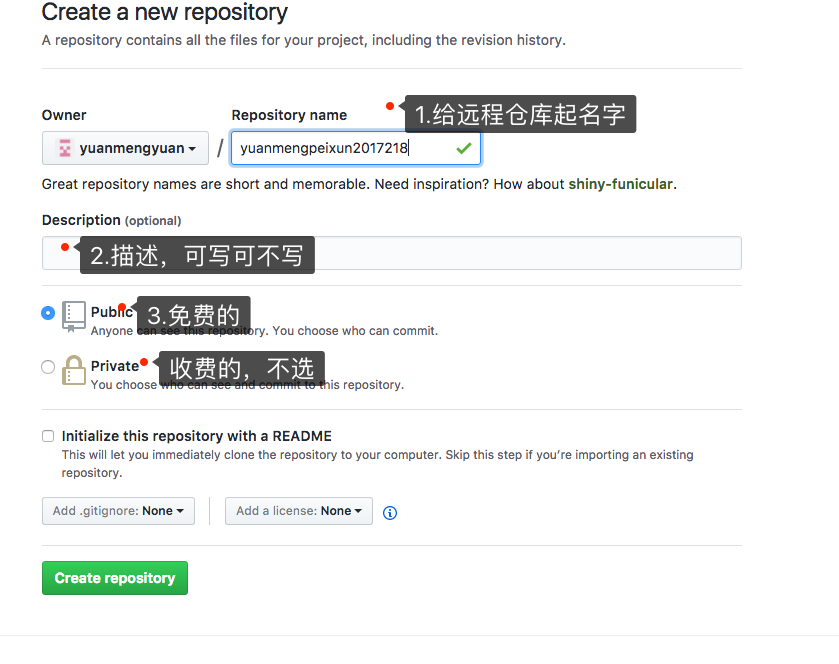 Create a new repository
A repository contains all the files for your project, including the revision history.
Owner
Repository name
1.给远程仓库起名字
yuanmengyuan
/
yuanmengpeixun2017218
Great repository names are short and memorable. Need inspiration? How about shiny-funicular.
Description (optional)
2.描述，可写可不写
Public
3.免费的
Anyone can see this repository. You choose who can commit.
Private
收费的，不选
You choose who can see and commit to this repository.
Initialize this repository with a README
This will let you immediately clone the repository to your computer. Skip this step if you’re importing an existing
repository.
Add .gitignore: None
Add a license: None
Create repository